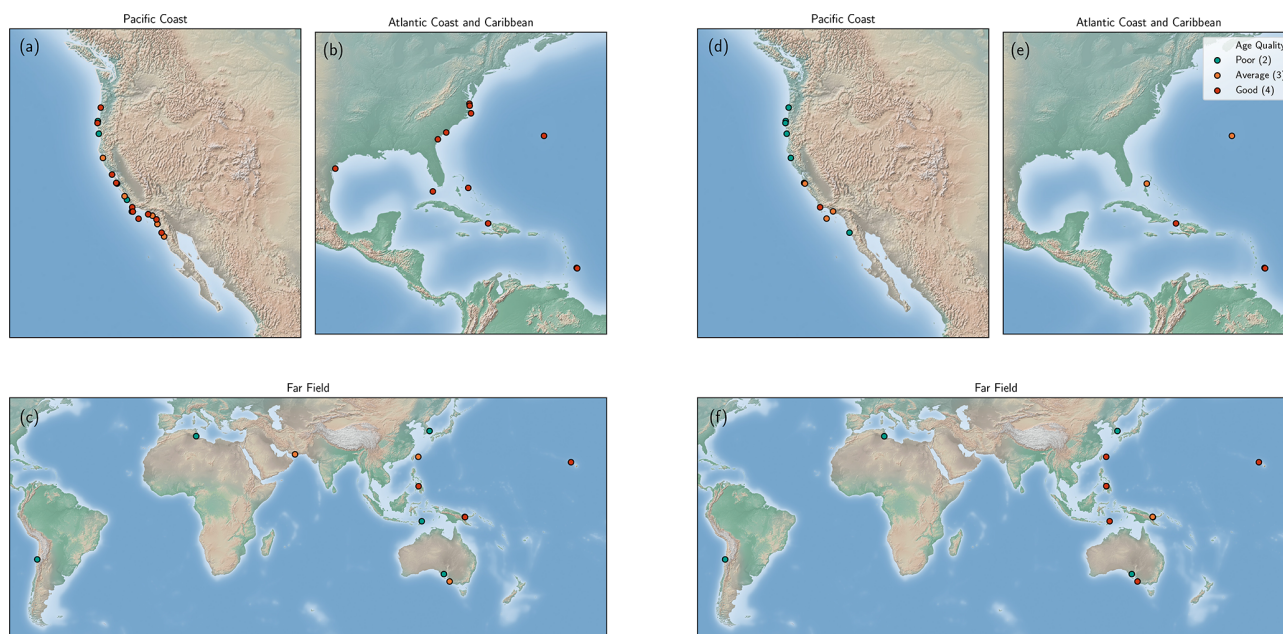 Pacific Coast
(a)
Atlantic Coast and Caribbean
(b)
Pacific Coast
(d)
Atlantic Coast and Caribbean
(e)
Age Quality
Poor (2)
Average (3)
Good (4)
Far Field
(c)
Far Field
(f)